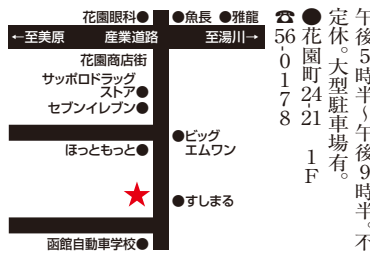 午後5時半～午後9時半。不
定休。大型駐車場有。
●花園町24-21　1F
☎56-0178
花園眼科●
●魚長 ●雅龍
←至美原　産業道路　至湯川→
花園商店街
サッポロドラッグ
ストア●
セブンイレブン●
●ビッグ
エムワン
ほっともっと●
★
●すしまる
函館自動車学校●